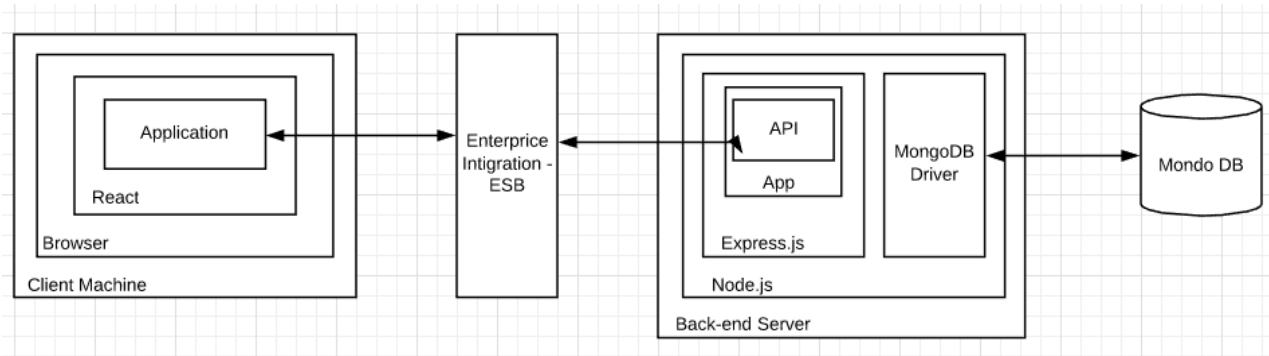 Application
React
Browser
Client Machine
Enterprice
Intigration -
ESB
API
App
Express.js
MongoDB
Driver
Node.js
Back-end Server
Mondo DB